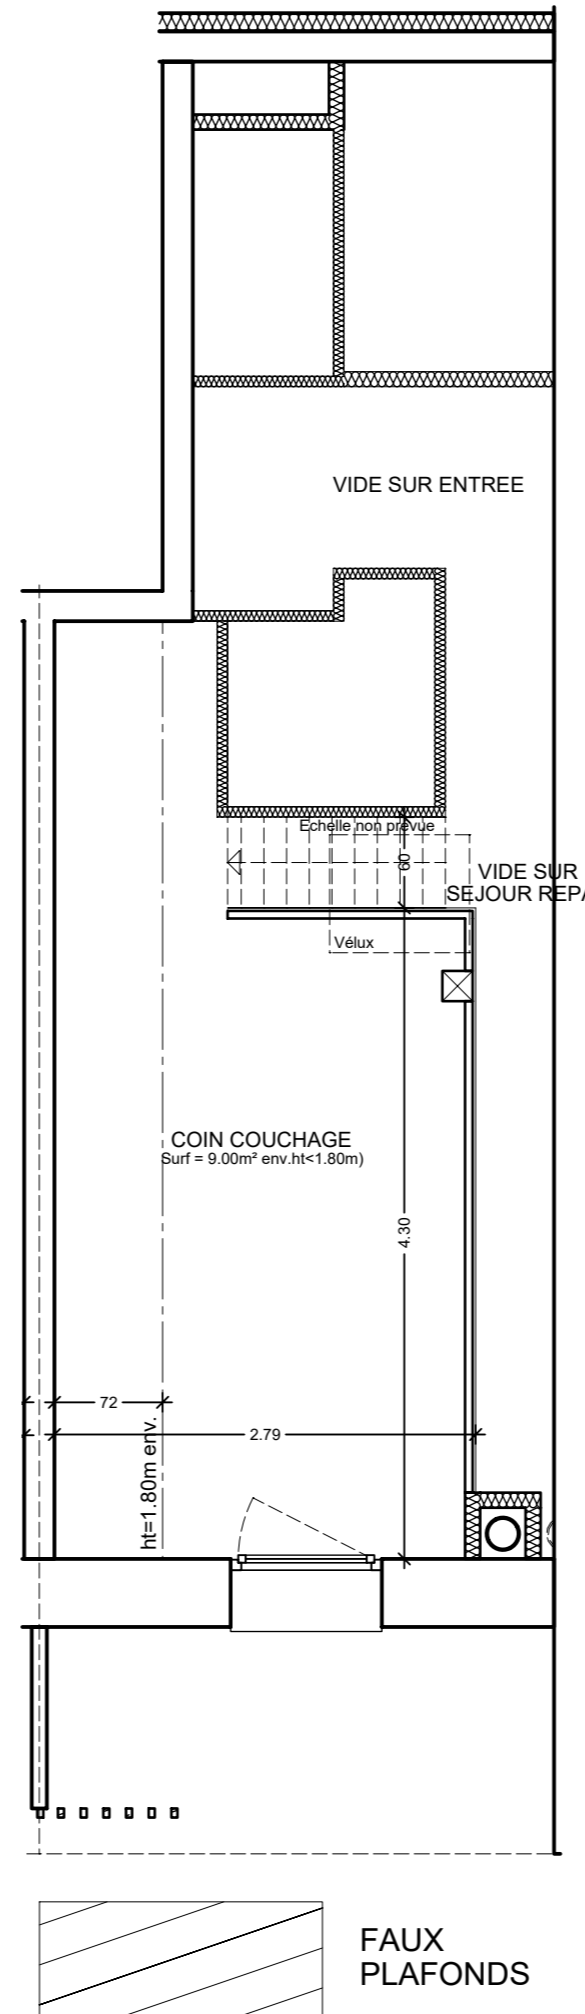 VIDE SUR ENTREE
Echelle non prévue
60
VIDE SUR
SEJOUR REPA
Vélux
COIN COUCHAGE
Surf = 9.00m² env.ht<1.80m)
4.30
72
2.79
ht=1.80m env.
FAUX
PLAFONDS